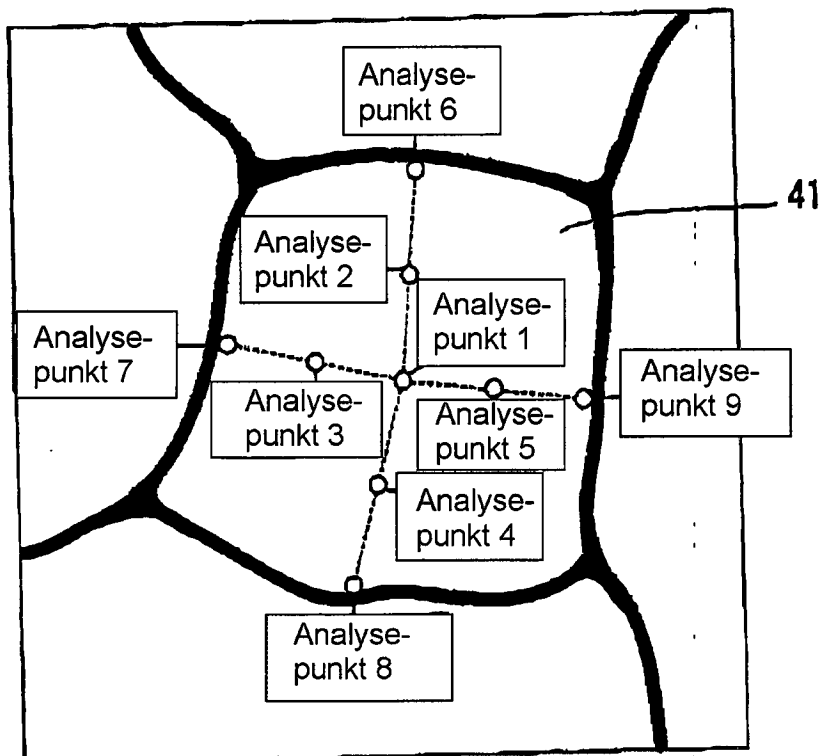 Analyse-
punkt 6
41
Analyse-
punkt 2
Analyse-
punkt 1
Analyse-
punkt 7
Analyse-
punkt 9
Analyse-
punkt 3
Analyse-
punkt 5
Analyse-
punkt 4
Analyse-
punkt 8